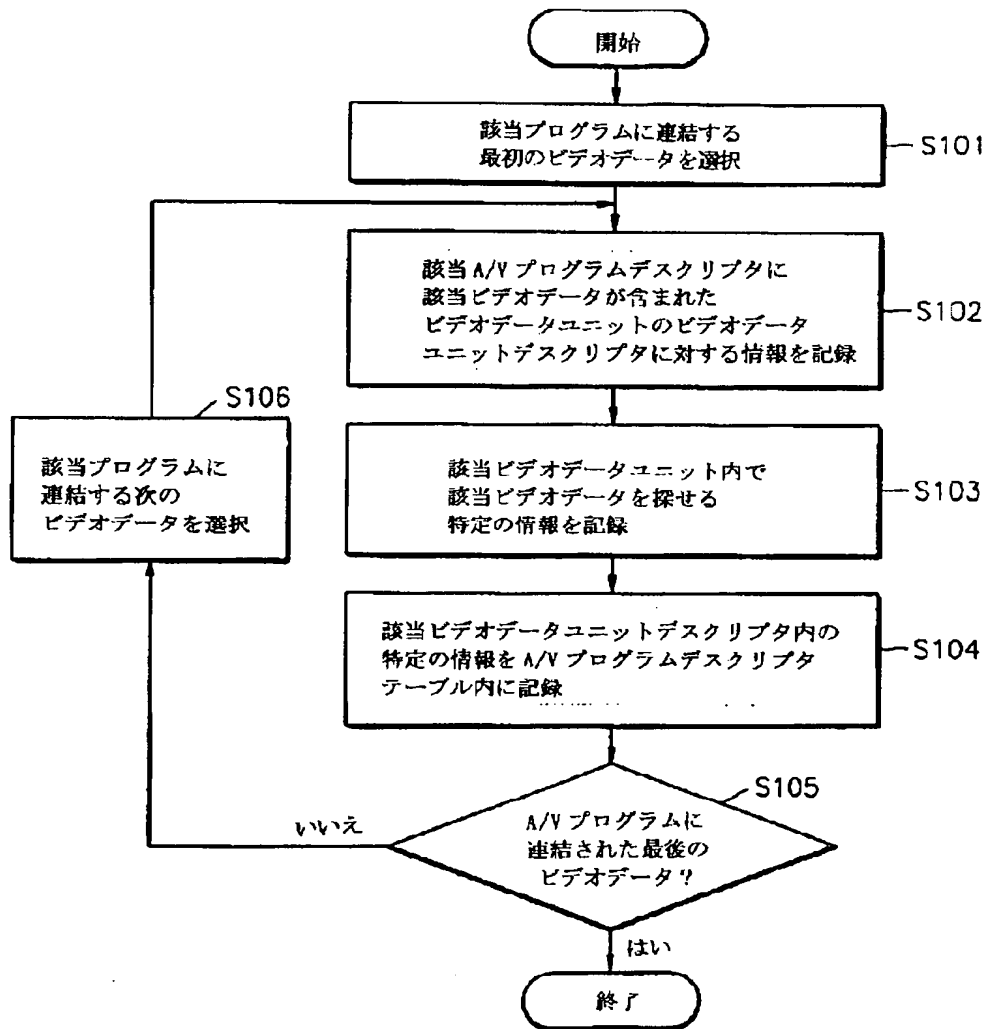 開始
該当プログラムに連結する
最初のビデオデータを選択
S101
該当 A/V プログラムデスクリプタに
該当ビデオデータが含まれた
ビデオデータユニットのビデオデータ
ユニットデスクリプタに対する情報を記録
S102
S106
該当プログラムに
連結する次の
ビデオデータを選択
該当ビデオデータユニット内で
該当ビデオデータを探せる
特定の情報を記録
S103
該当ビデオデータユニットデスクリプタ内の
特定の情報を A/V プログラムデスクリプタ
テーブル内に記録
S104
S105
いいえ
A/V プログラムに
連結された最後の
ビデオデータ?
はい
終了